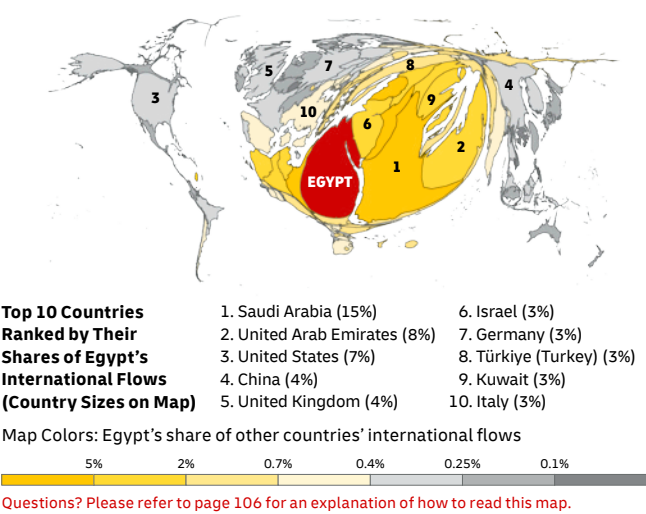 5
7
8
3
10
9
4
6
2
1
EGYPT
Top 10 Countries
Ranked by Their
Shares of Egypt's
International Flows
(Country Sizes on Map)
1. Saudi Arabia (15%)
2. United Arab Emirates (8%)
3. United States (7%)
4. China (4%)
5. United Kingdom (4%)
6. Israel (3%)
7. Germany (3%)
8. Türkiye (Turkey) (3%)
9. Kuwait (3%)
10. Italy (3%)
Map Colors: Egypt's share of other countries' international flows
5% 2% 0.7% 0.4% 0.25% 0.1%
Questions? Please refer to page 106 for an explanation of how to read this map.